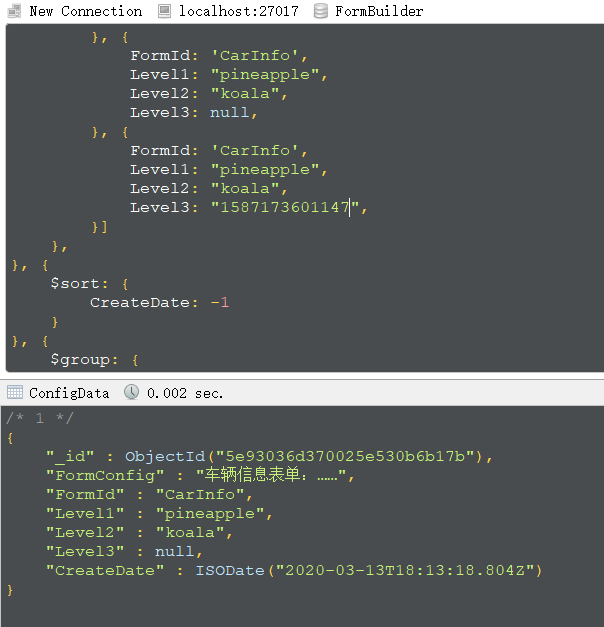 New Connection localhost:27017 FormBuilder
}, {
FormId: 'CarInfo',
Level1: "pineapple",
Level2: "koala",
Level3: null,
}, {
FormId: 'CarInfo',
Level1: "pineapple",
Level2: "koala",
Level3: "1587173601147",
}]
},
}, {
$sort: {
CreateDate: -1
}
}, {
$group: {
ConfigData 0.002 sec.
/* 1 */
{
"_id" : ObjectId("5e93036d370025e530b6b17b"),
"FormConfig" : "车辆信息表单：……",
"FormId" : "CarInfo",
"Level1" : "pineapple",
"Level2" : "koala",
"Level3" : null,
"CreateDate" : ISODate("2020-03-13T18:13:18.804Z")
}